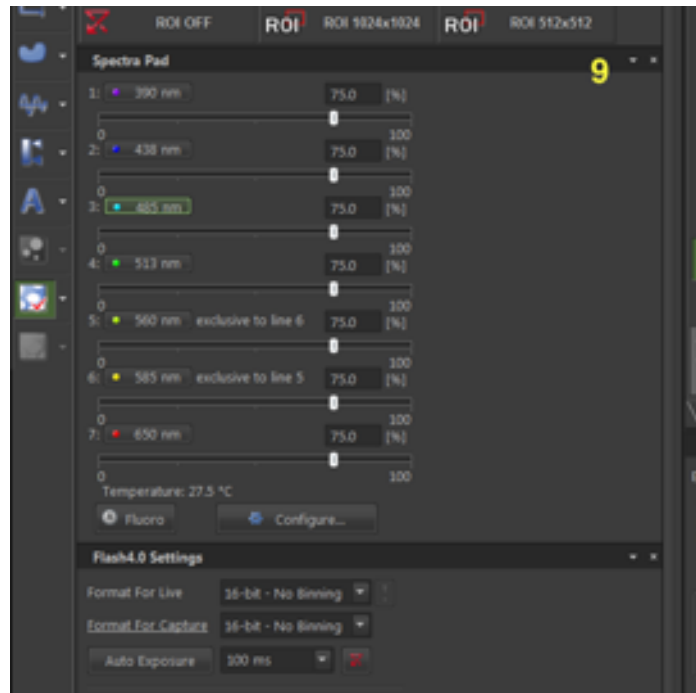 ROI OFF ROI ROI 1024x1024 ROI ROI 512x512
Spectra Pad
9
1: 390 nm 75.0 [%]
0 100
2: 438 nm 75.0 [%]
0 100
3: 485 nm 75.0 [%]
0 100
4: 513 nm 75.0 [%]
0 100
5: 560 nm exclusive to line 6 75.0 [%]
0 100
6: 585 nm exclusive to line 5 75.0 [%]
0 100
7: 650 nm 75.0 [%]
0 100
Temperature: 27.5 °C
Fluoro Configure...
Flash4.0 Settings
Format For Live 16-bit - No Binning
Format For Capture 16-bit - No Binning
Auto Exposure 100 ms